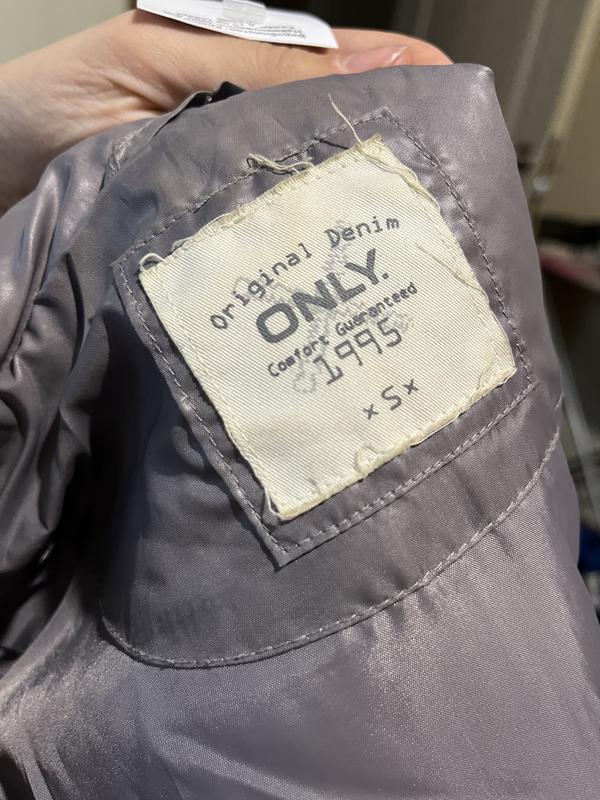 Original Denim
ONLY.
Comfort Guaranteed
1995
x S x